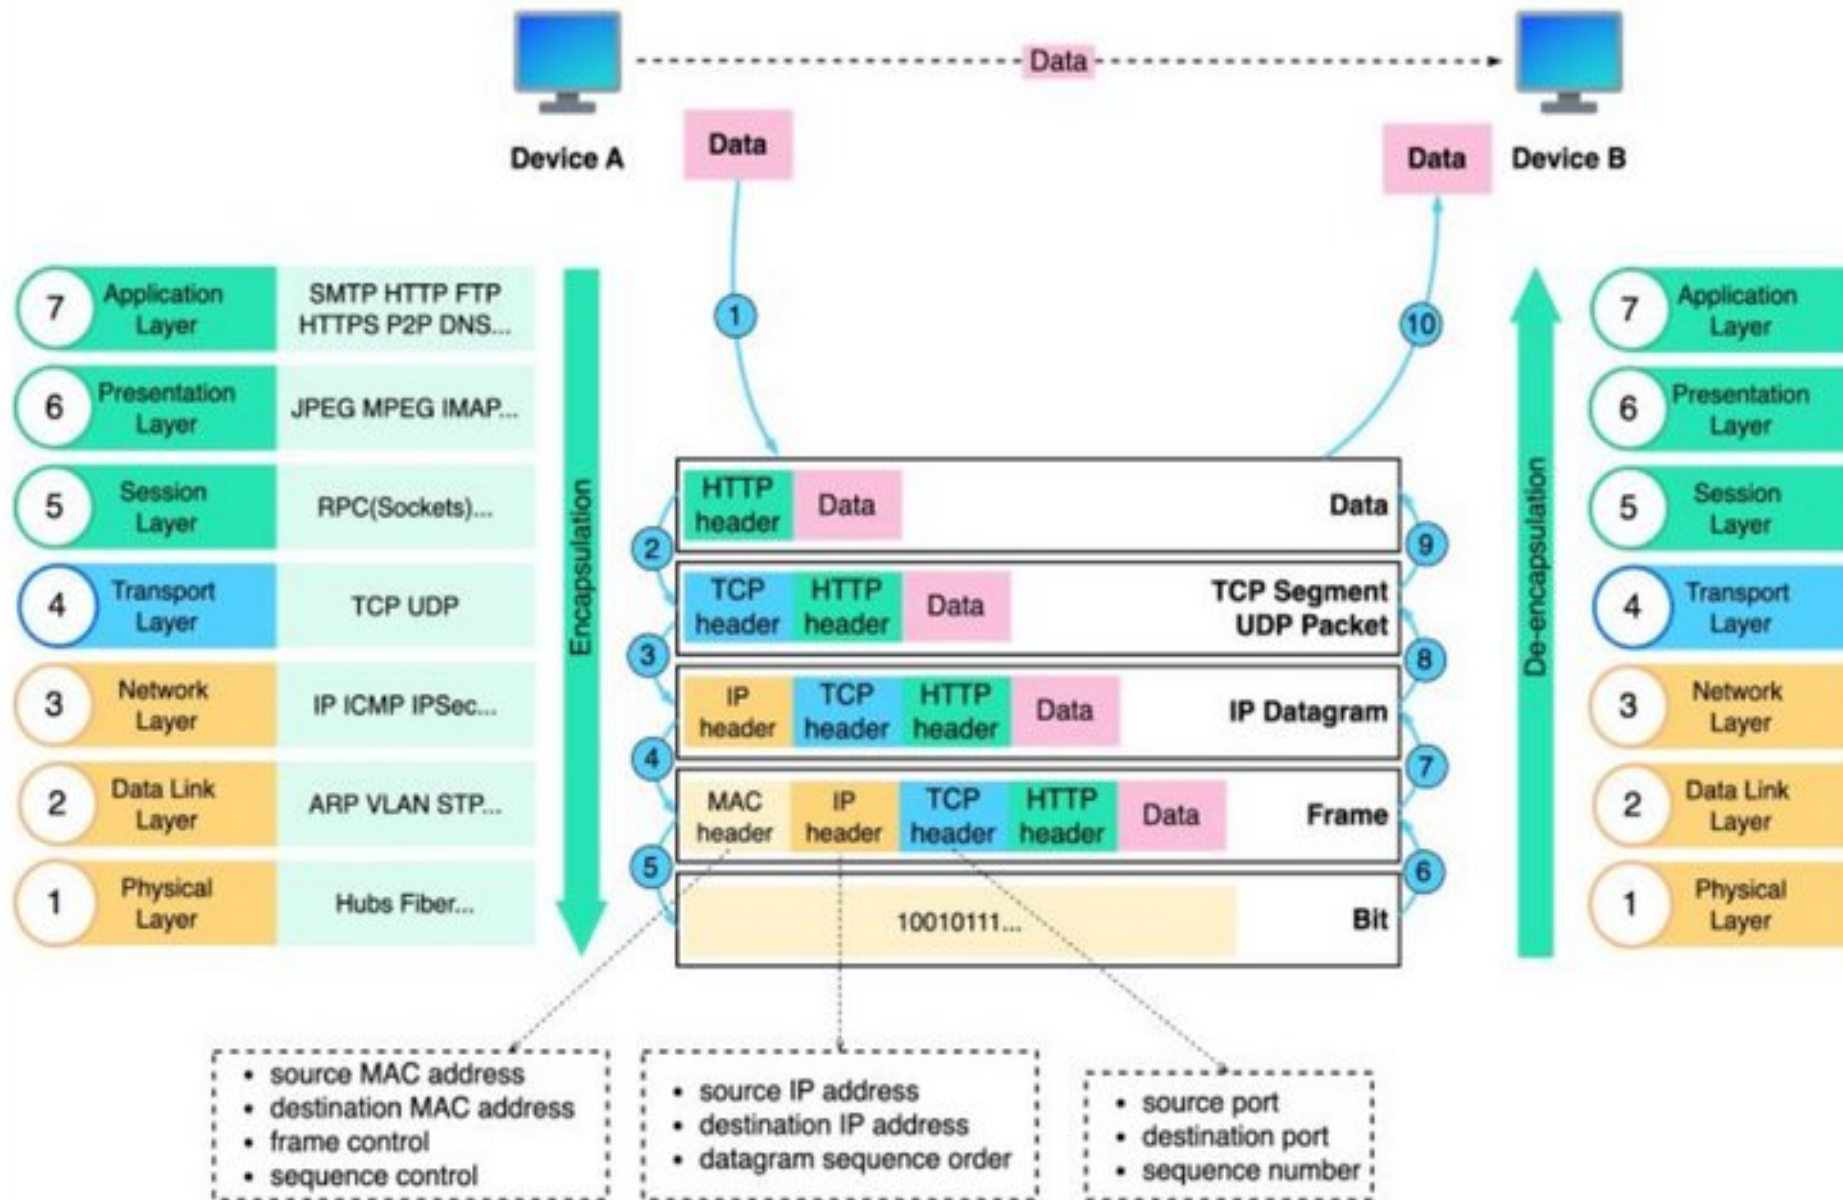 Data
Device A
Data
Data
Device B
7
Application
Layer
SMTP HTTP FTP
HTTPS P2P DNS...
6
Presentation
Layer
JPEG MPEG IMAP...
5
Session
Layer
RPC(Sockets)...
4
Transport
Layer
TCP UDP
3
Network
Layer
IP ICMP IPSec...
2
Data Link
Layer
ARP VLAN STP...
1
Physical
Layer
Hubs Fiber...
Encapsulation
1
10
HTTP
header
Data
Data
2
9
TCP
header
HTTP
header
Data
TCP Segment
UDP Packet
3
8
IP
header
TCP
header
HTTP
header
Data
IP Datagram
4
7
MAC
header
IP
header
TCP
header
HTTP
header
Data
Frame
5
6
10010111...
Bit
De-encapsulation
7
Application
Layer
6
Presentation
Layer
5
Session
Layer
4
Transport
Layer
3
Network
Layer
2
Data Link
Layer
1
Physical
Layer
• source MAC address
• destination MAC address
• frame control
• sequence control
• source IP address
• destination IP address
• datagram sequence order
• source port
• destination port
• sequence number